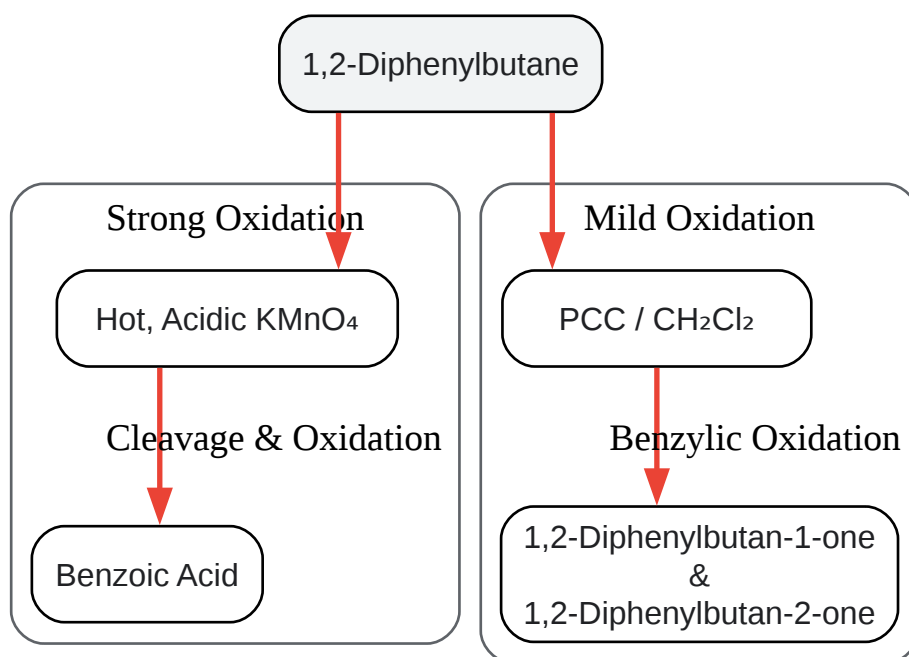 1,2-Diphenylbutane
Strong Oxidation
Hot, Acidic KMnO₄
Cleavage & Oxidation
Benzoic Acid
Mild Oxidation
PCC / CH₂Cl₂
Benzylic Oxidation
1,2-Diphenylbutan-1-one
&
1,2-Diphenylbutan-2-one